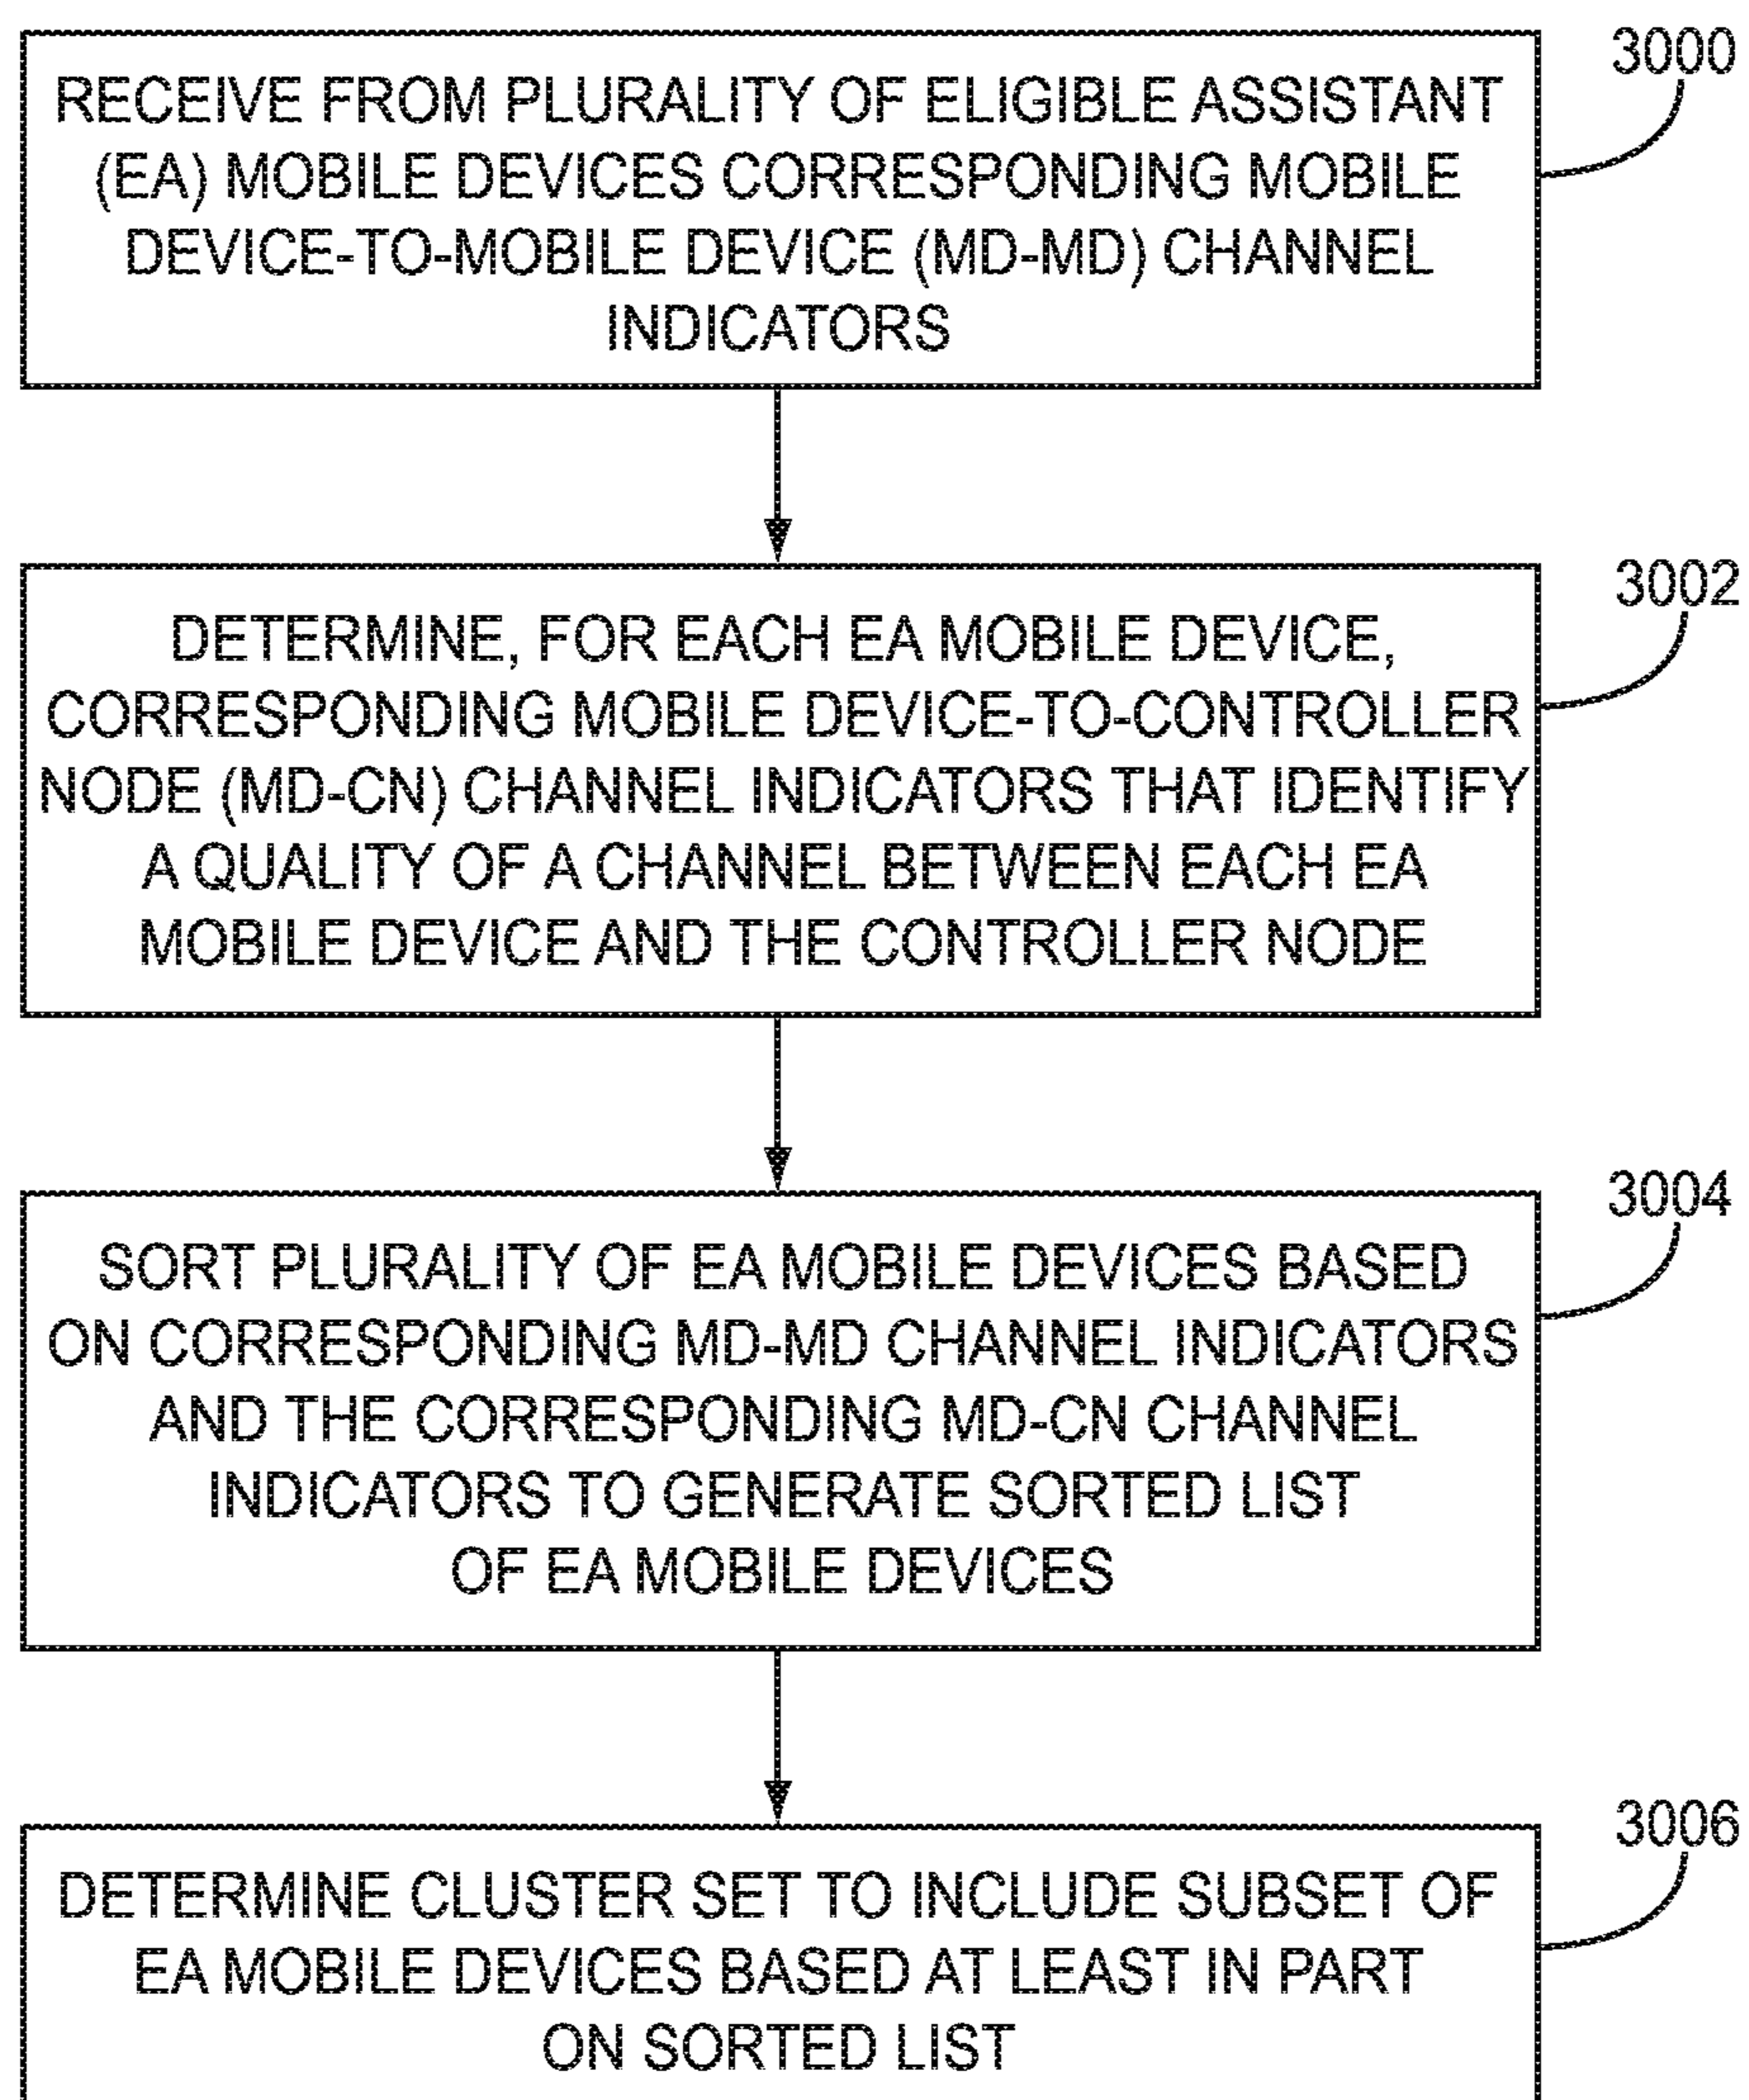 3000
RECEIVE FROM PLURALITY OF ELIGIBLE ASSISTANT
(EA) MOBILE DEVICES CORRESPONDING MOBILE
DEVICE-TO-MOBILE DEVICE (MD-MD) CHANNEL
INDICATORS
3002
DETERMINE, FOR EACH EA MOBILE DEVICE,
CORRESPONDING MOBILE DEVICE-TO-CONTROLLER
NODE (MD-CN) CHANNEL INDICATORS THAT IDENTIFY
A QUALITY OF A CHANNEL BETWEEN EACH EA
MOBILE DEVICE AND THE CONTROLLER NODE
3004
SORT PLURALITY OF EA MOBILE DEVICES BASED
ON CORRESPONDING MD-MD CHANNEL INDICATORS
AND THE CORRESPONDING MD-CN CHANNEL
INDICATORS TO GENERATE SORTED LIST
OF EA MOBILE DEVICES
3006
DETERMINE CLUSTER SET TO INCLUDE SUBSET OF
EA MOBILE DEVICES BASED AT LEAST IN PART
ON SORTED LIST